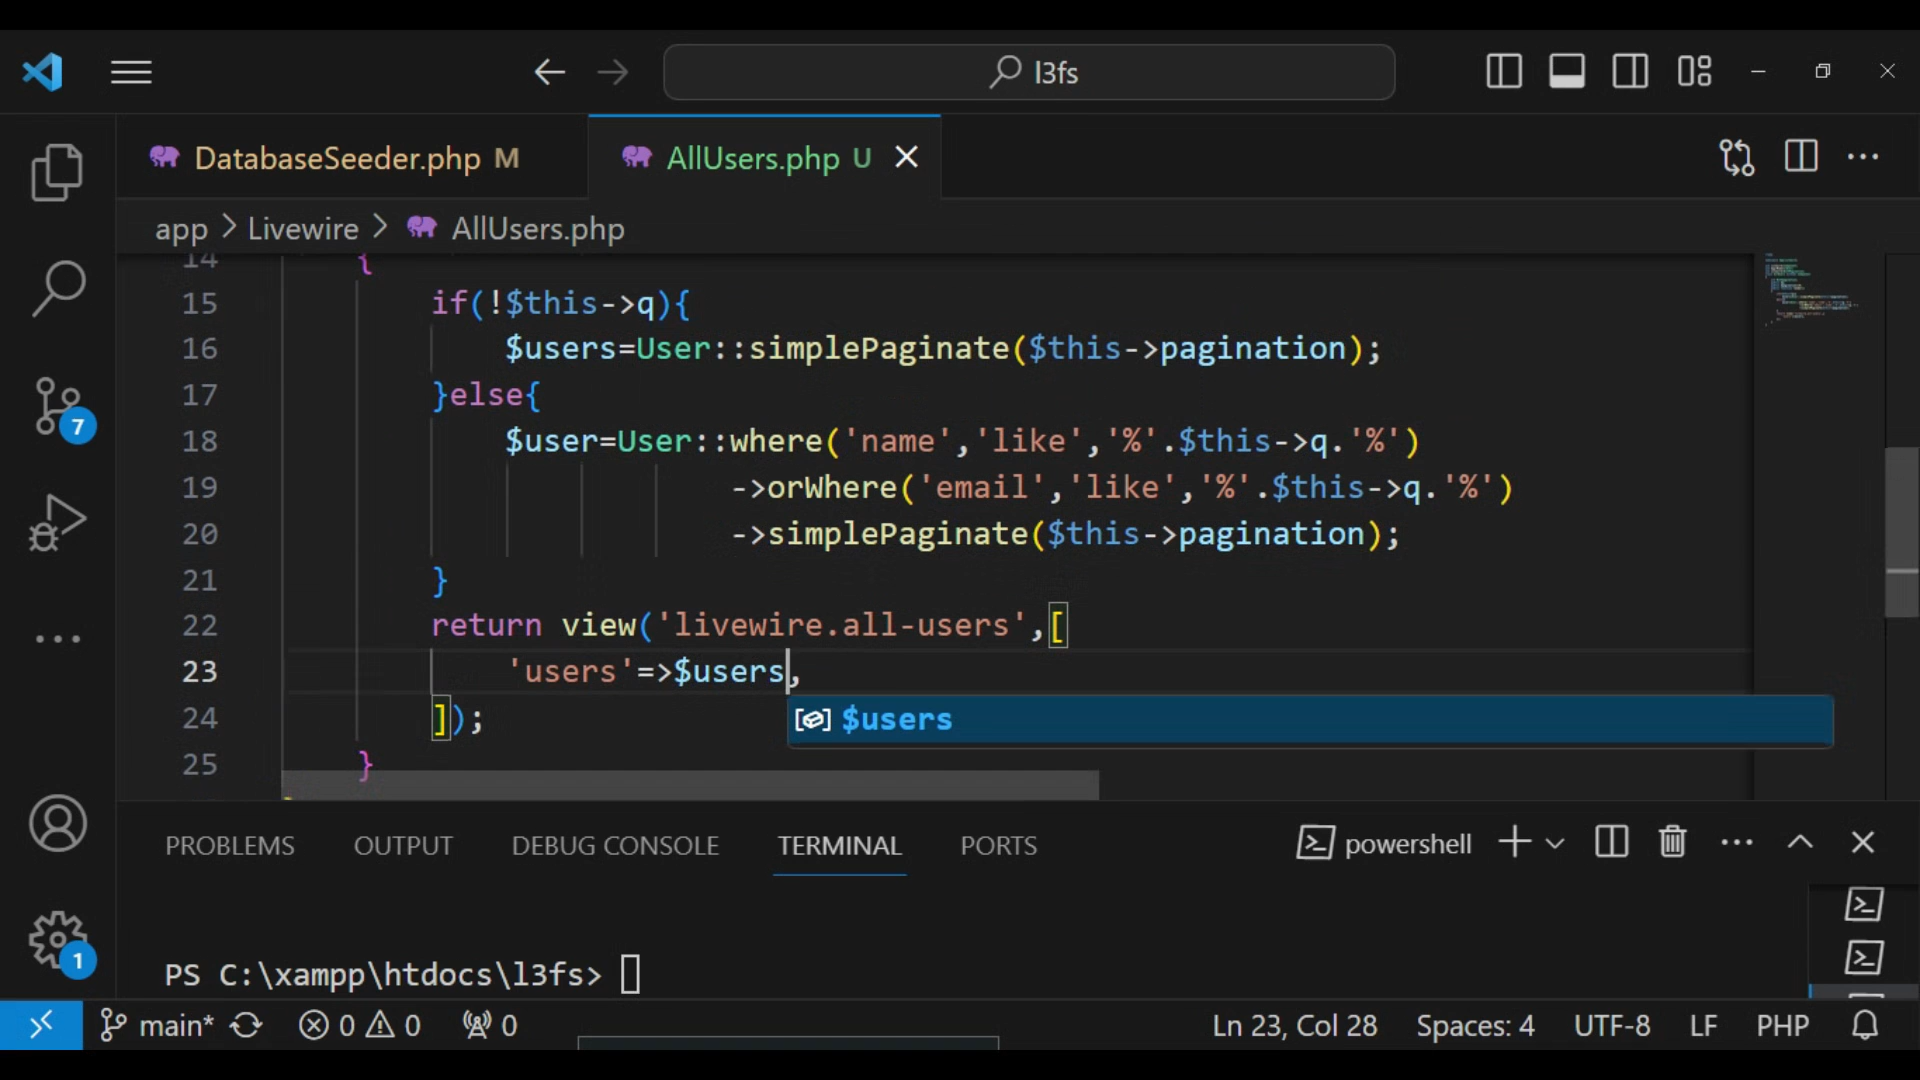 l3fs
DatabaseSeeder.php M
AllUsers.php U
app > Livewire > AllUsers.php
14 {
15 if(!$this->q){
16 $users=User::simplePaginate($this->pagination);
17 }else{
18 $user=User::where('name','like','%'.$this->q.'%')
19 ->orWhere('email','like','%'.$this->q.'%')
20 ->simplePaginate($this->pagination);
21 }
22 return view('livewire.all-users',[
23 'users'=>$users,
24 ]);
$users
25 }
7
PROBLEMS OUTPUT DEBUG CONSOLE TERMINAL PORTS powershell
PS C:\xampp\htdocs\l3fs>
1
main* 0 0 0 Ln 23, Col 28 Spaces: 4 UTF-8 LF PHP